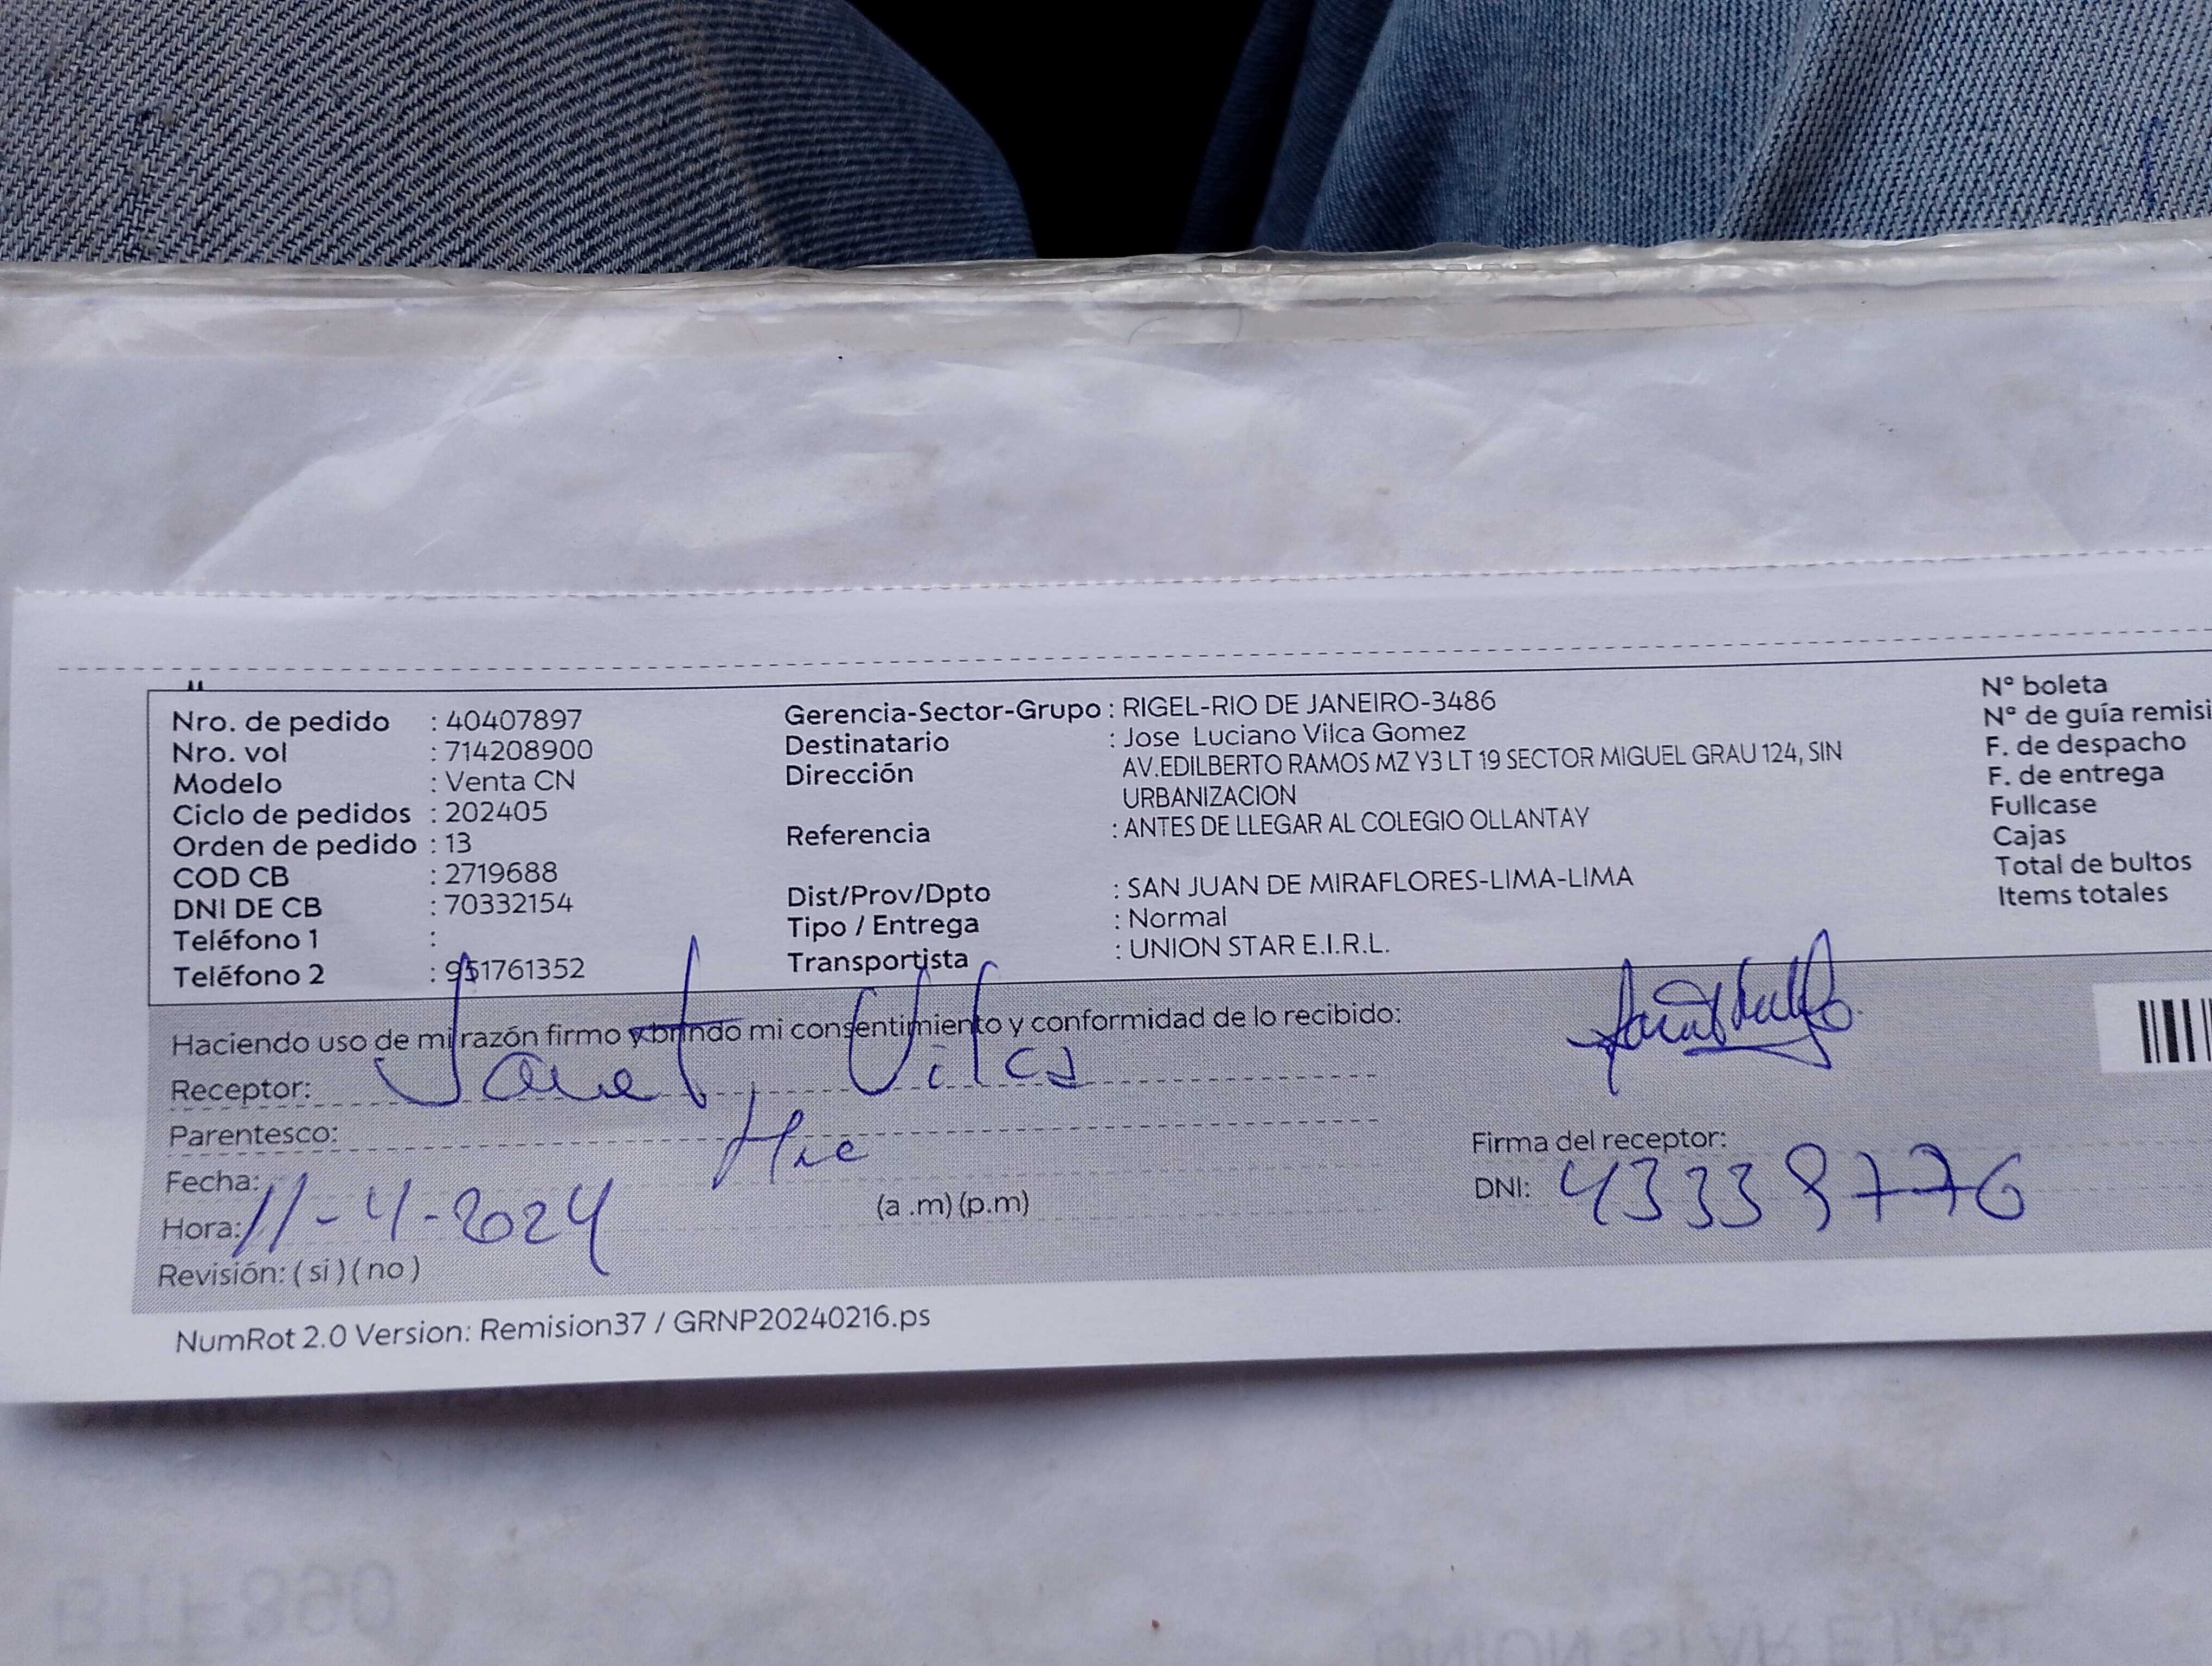 Nro. de pedido : 40407897
Nro. vol : 714208900
Modelo : Venta CN
Ciclo de pedidos : 202405
Orden de pedido : 13
COD CB : 2719688
DNI DE CB : 70332154
Teléfono 1 :
Teléfono 2 : 951761352
Gerencia-Sector-Grupo : RIGEL-RIO DE JANEIRO-3486
Destinatario : Jose Luciano Vilca Gomez
Dirección AV.EDILBERTO RAMOS MZ Y3 LT 19 SECTOR MIGUEL GRAU 124, SIN
URBANIZACION
Referencia : ANTES DE LLEGAR AL COLEGIO OLLANTAY
Dist/Prov/Dpto : SAN JUAN DE MIRAFLORES-LIMA-LIMA
Tipo / Entrega : Normal
Transportista : UNION STAR E.I.R.L.
N° boleta
N° de guía remisi
F. de despacho
F. de entrega
Fullcase
Cajas
Total de bultos
Items totales
Haciendo uso de mi razón firmo y brindo mi consentimiento y conformidad de lo recibido:
Receptor: Janet Vilca
Parentesco:
Fecha: 11-4-2024
Hora: (a .m) (p.m)
Revisión: ( si ) ( no )
Firma del receptor:
DNI: 43339776
NumRot 2.0 Version: Remision37 / GRNP20240216.ps